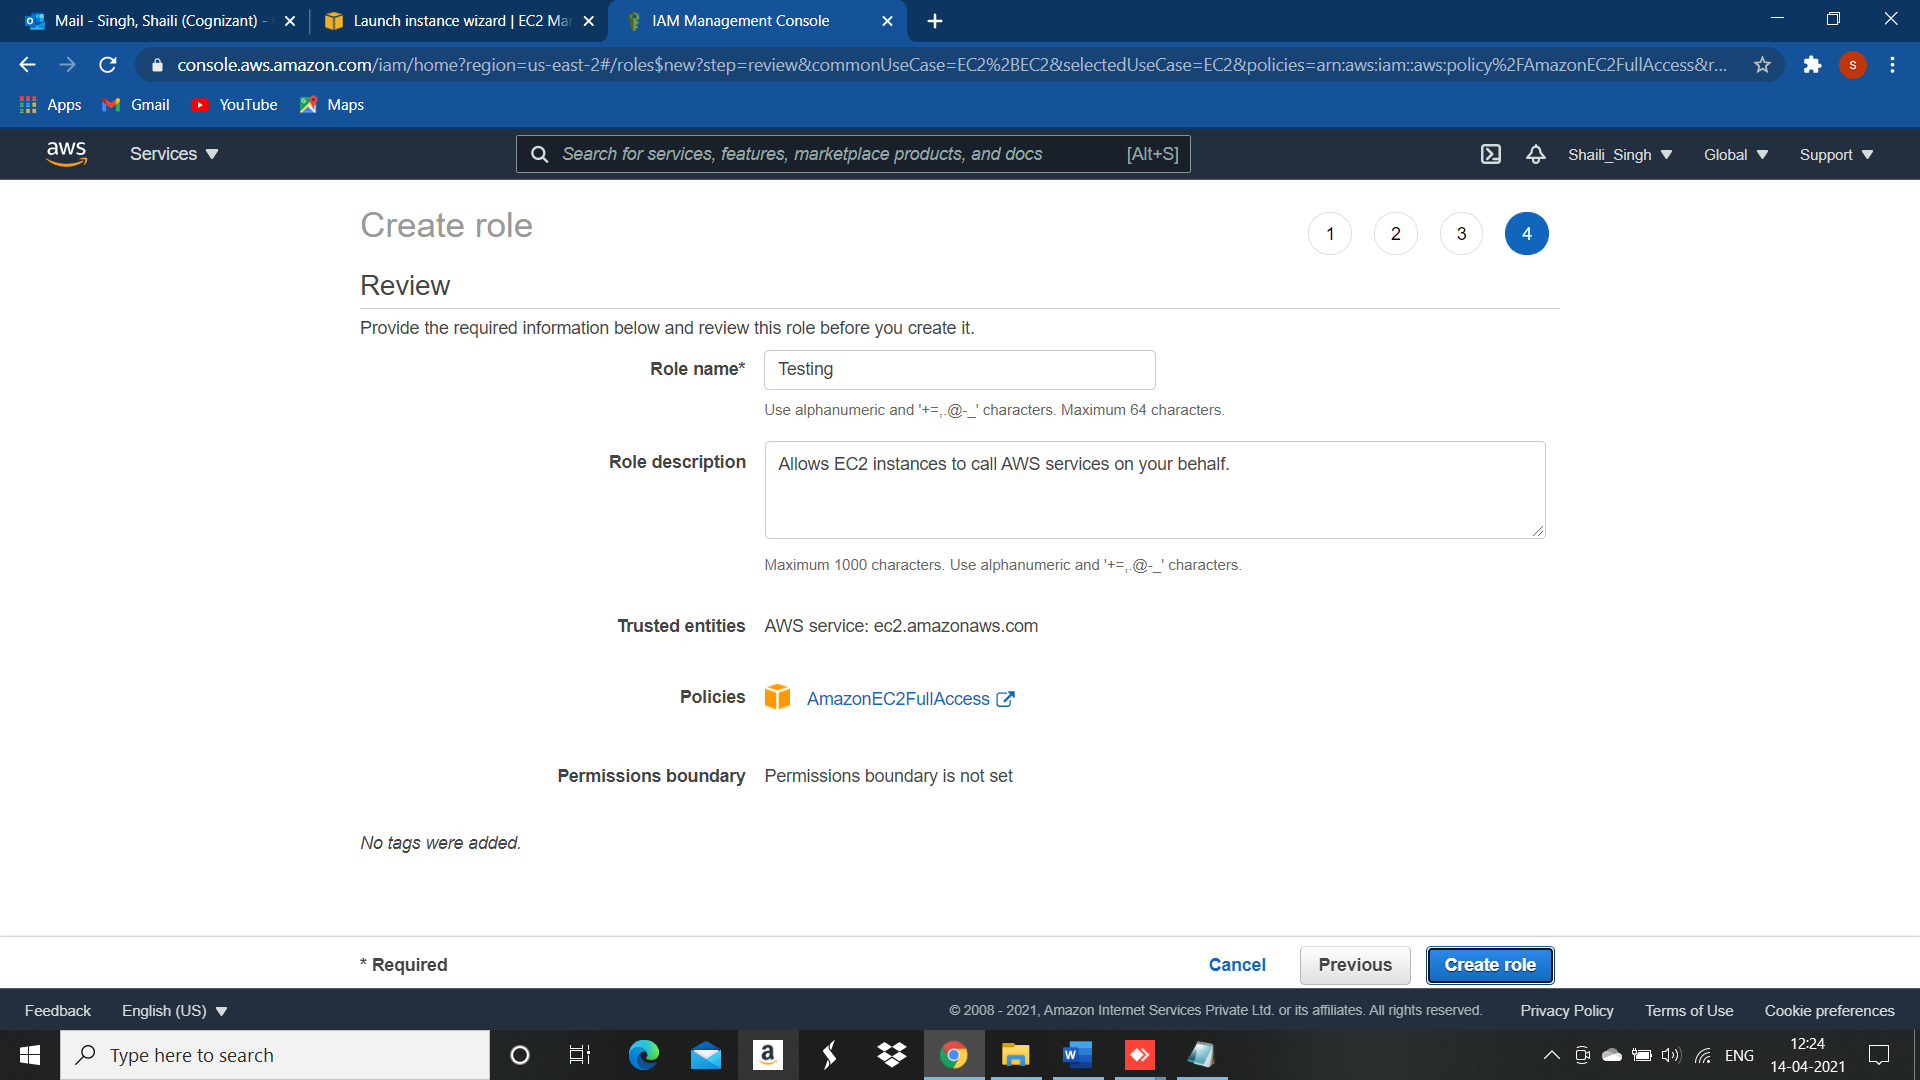 Mail - Singh, Shaili (Cognizant) -
Launch instance wizard | EC2 Mar
IAM Management Console
console.aws.amazon.com/iam/home?region=us-east-2#/roles$new?step=review&commonUseCase=EC2%2BEC2&selectedUseCase=EC2&policies=arn:aws:iam::aws:policy%2FAmazonEC2FullAccess&r...
S
Apps
Gmail
YouTube
Maps
aws
Services
Search for services, features, marketplace products, and docs
[Alt+S]
Shaili_Singh
Global
Support
Create role
1
2
3
4
Review
Provide the required information below and review this role before you create it.
Role name*
Testing
Use alphanumeric and '+=,.@-_' characters. Maximum 64 characters.
Role description
Allows EC2 instances to call AWS services on your behalf.
Maximum 1000 characters. Use alphanumeric and '+=,.@-_' characters.
Trusted entities
AWS service: ec2.amazonaws.com
Policies
AmazonEC2FullAccess
Permissions boundary
Permissions boundary is not set
No tags were added.
* Required
Cancel
Previous
Create role
Feedback
English (US)
© 2008 - 2021, Amazon Internet Services Private Ltd. or its affiliates. All rights reserved.
Privacy Policy
Terms of Use
Cookie preferences
Type here to search
ENG
12:24
14-04-2021